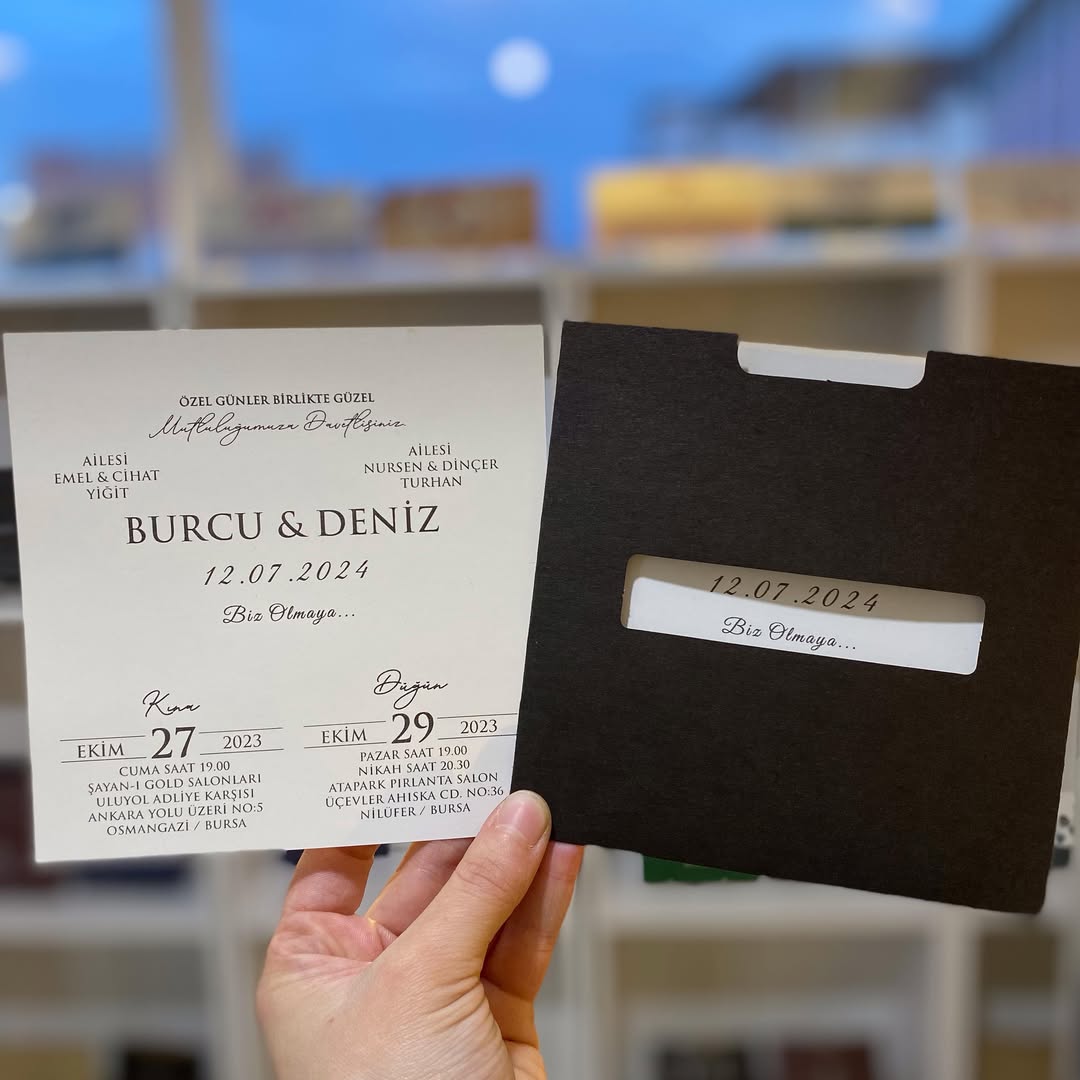 ÖZEL GÜNLER BİRLİKTE GÜZEL
Mutluluğumuza Davetlisiniz
AİLESİ
EMEL & CİHAT
YİĞİT
AİLESİ
NURSEN & DİNÇER
TURHAN
BURCU & DENİZ
12.07.2024
Biz Olmaya...
Kına
EKİM 27 2023
CUMA SAAT 19.00
ŞAYAN-I GOLD SALONLARI
ULUYOL ADLİYE KARŞISI
ANKARA YOLU ÜZERİ NO:5
OSMANGAZİ / BURSA
Düğün
EKİM 29 2023
PAZAR SAAT 19.00
NİKAH SAAT 20.30
ATAPARK PIRLANTA SALON
ÜÇEVLER AHISKA CD. NO:36
NİLÜFER / BURSA
12.07.2024
Biz Olmaya...